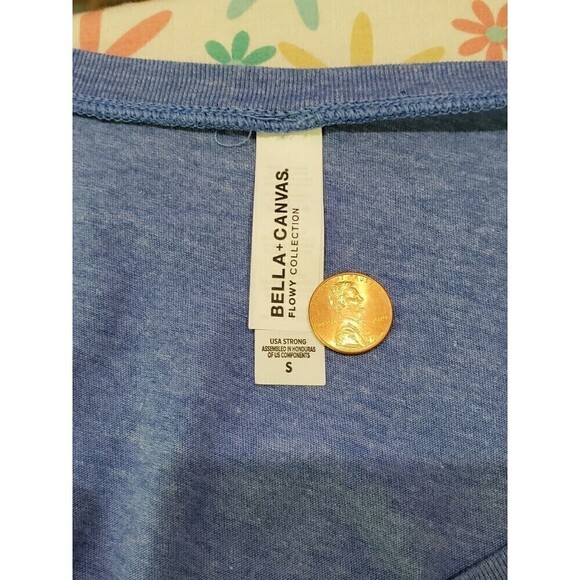 BELLA+CANVAS.
FLOWY COLLECTION
USA STRONG
ASSEMBLED IN HONDURAS
OF US COMPONENTS
S